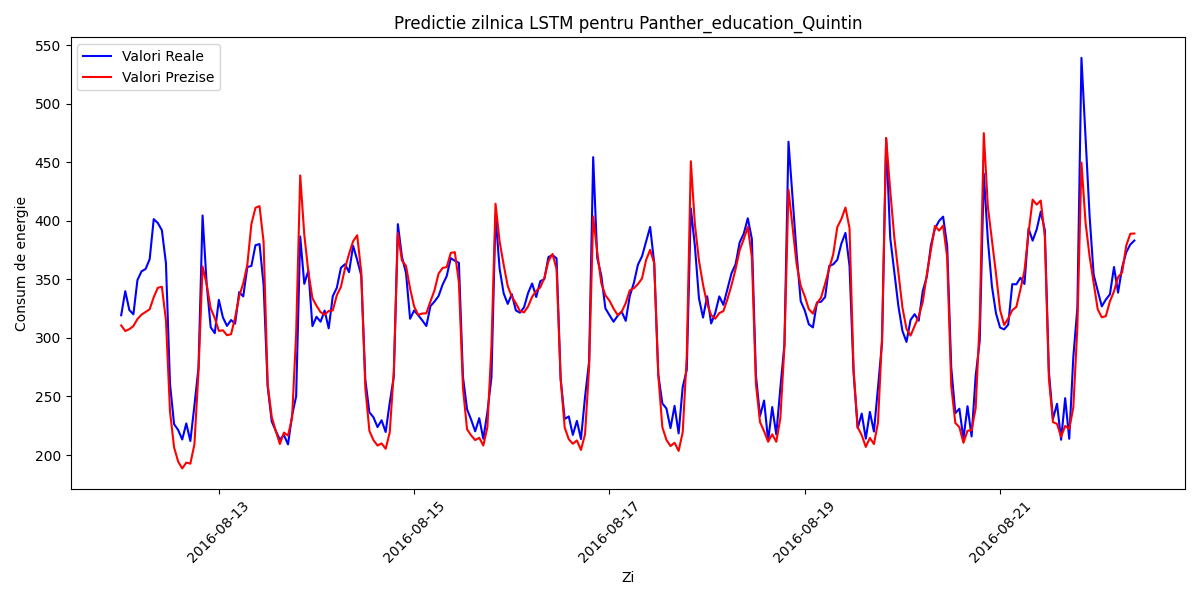 Predictie zilnica LSTM pentru Panther_education_Quintin
Valori Reale
Valori Prezise
Consum de energie
550
500
450
400
350
300
250
200
2016-08-13
2016-08-15
2016-08-17
2016-08-19
2016-08-21
Zi